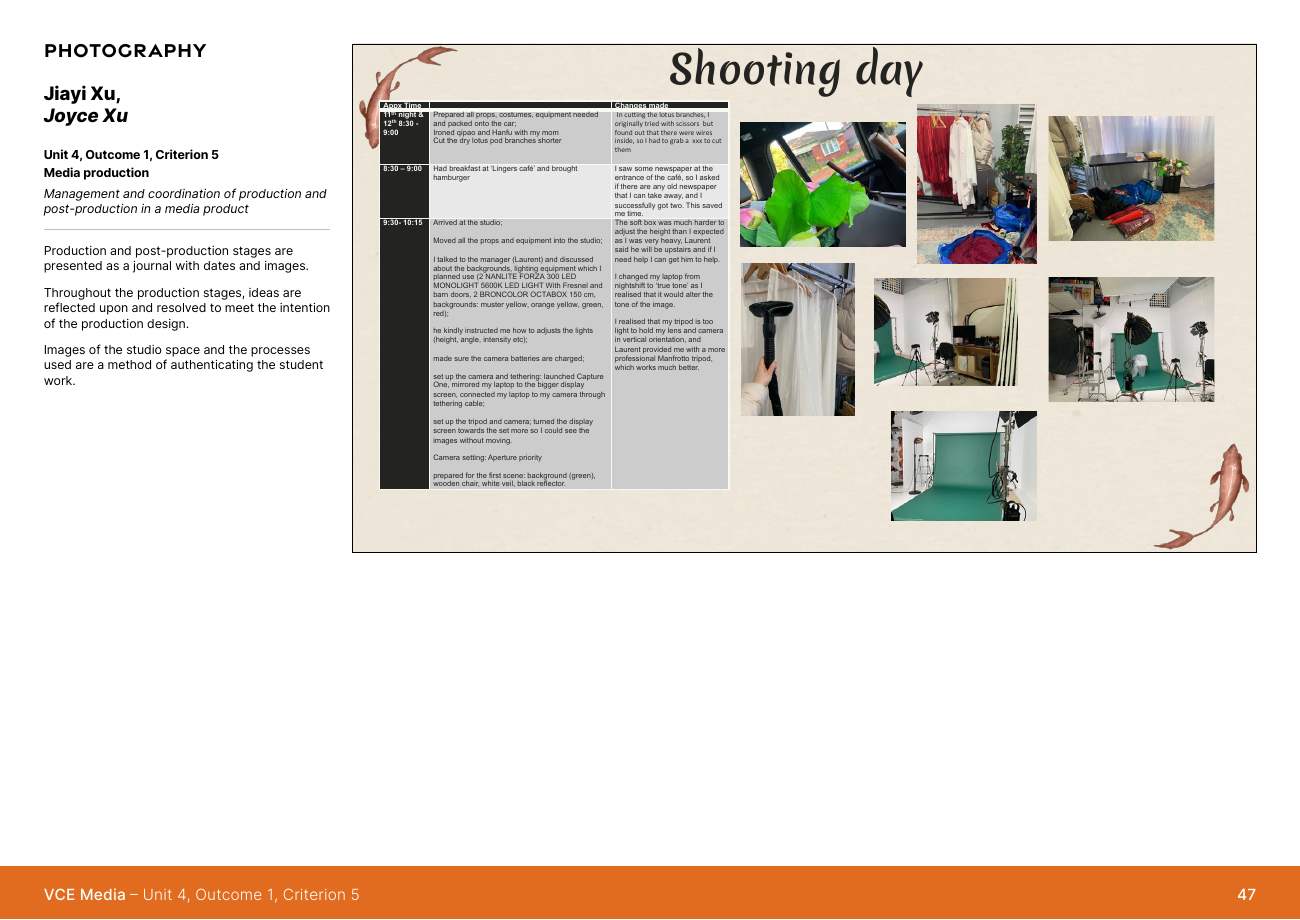 PHOTOGRAPHY
Jiayi Xu,
Joyce Xu
Unit 4, Outcome 1, Criterion 5
Media production
Management and coordination of production and
post-production in a media product
Production and post-production stages are
presented as a journal with dates and images.
Throughout the production stages, ideas are
reflected upon and resolved to meet the intention
of the production design.
Images of the studio space and the processes
used are a method of authenticating the student
work.
Shooting day
Appx Time
Changes made
11th night &
12th 8:30 -
9:00
Prepared all props, costumes, equipment needed
and packed onto the car;
Ironed qipao and Hanfu with my mom
Cut the dry lotus pod branches shorter
In cutting the lotus branches, I
originally tried with scissors but
found out that there were wires
inside, so I had to grab a xxx to cut
them
8:30 – 9:00
Had breakfast at 'Lingers café' and brought
hamburger
I saw some newspaper at the
entrance of the café, so I asked
if there are any old newspaper
that I can take away, and I
successfully got two. This saved
me time.
9:30- 10:15
Arrived at the studio;
Moved all the props and equipment into the studio;
I talked to the manager (Laurent) and discussed
about the backgrounds, lighting equipment which I
planned use (2 NANLITE FORZA 300 LED
MONOLIGHT 5600K LED LIGHT With Fresnel and
barn doors, 2 BRONCOLOR OCTABOX 150 cm,
backgrounds: muster yellow, orange yellow, green,
red);
he kindly instructed me how to adjusts the lights
(height, angle, intensity etc);
made sure the camera batteries are charged;
set up the camera and tethering: launched Capture
One, mirrored my laptop to the bigger display
screen, connected my laptop to my camera through
tethering cable;
set up the tripod and camera; turned the display
screen towards the set more so I could see the
images without moving.
Camera setting: Aperture priority
prepared for the first scene: background (green),
wooden chair, white veil, black reflector.
The soft box was much harder to
adjust the height than I expected
as I was very heavy, Laurent
said he will be upstairs and if I
need help I can get him to help.
I changed my laptop from
nightshift to 'true tone' as I
realised that it would alter the
tone of the image.
I realised that my tripod is too
light to hold my lens and camera
in vertical orientation, and
Laurent provided me with a more
professional Manfrotto tripod,
which works much better.
VCE Media – Unit 4, Outcome 1, Criterion 5
47